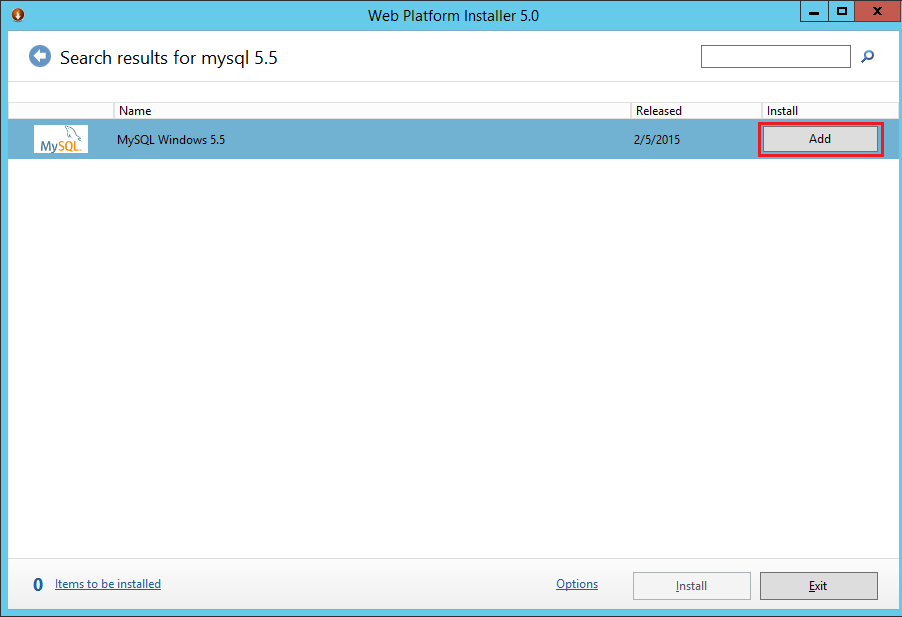 Web Platform Installer 5.0
Search results for mysql 5.5
Name Released Install
MySQL MySQL Windows 5.5 2/5/2015 Add
0 Items to be installed Options Install Exit